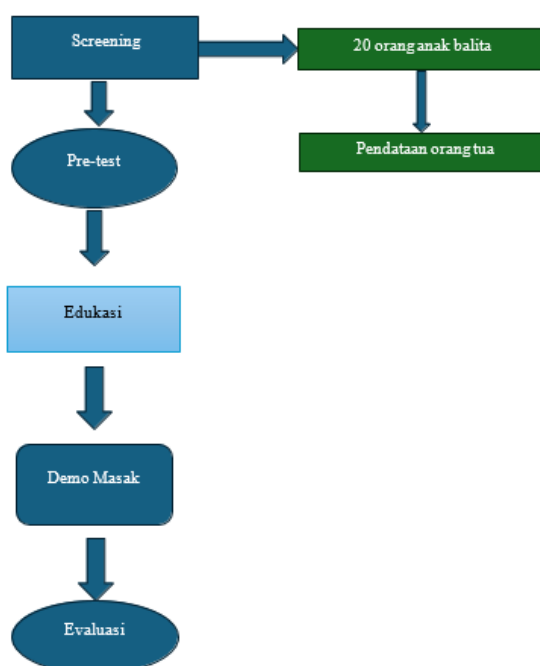 Screening
20 orang anak balita
Pendataan orang tua
Pre-test
Edukasi
Demo Masak
Evaluasi